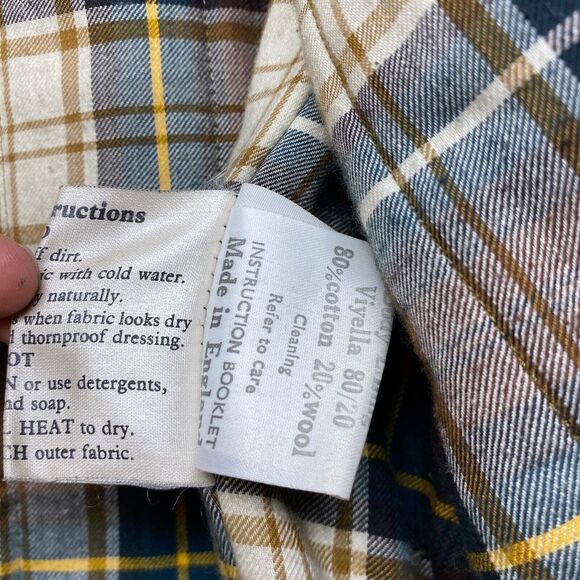 ructions
f dirt.
ic with cold water.
y naturally.
s when fabric looks dry
thornproof dressing.
OT
N or use detergents,
nd soap.
HEAT to dry.
CH outer fabric.
Viyella 80/20
80%cotton 20%wool
Cleaning
Refer to care
INSTRUCTION BOOKLET
Made in England